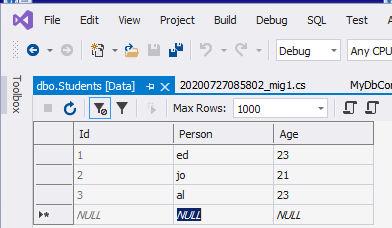 File Edit View Project Build Debug SQL Test
Debug Any CPU
dbo.Students [Data] 20200727085802_mig1.cs MyDbCon
Toolbox
Max Rows: 1000
Id Person Age
1 ed 23
2 jo 21
3 al 23
NULL NULL NULL